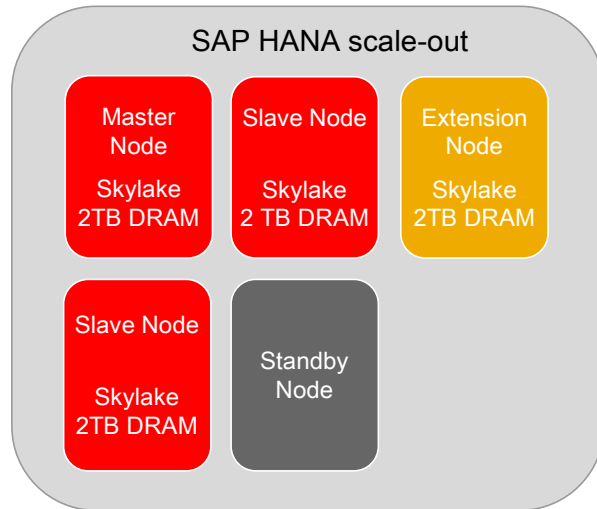 SAP HANA scale-out
Master
Node
Skylake
2TB DRAM
Slave Node
Skylake
2 TB DRAM
Extension
Node
Skylake
2TB DRAM
Slave Node
Skylake
2TB DRAM
Standby
Node